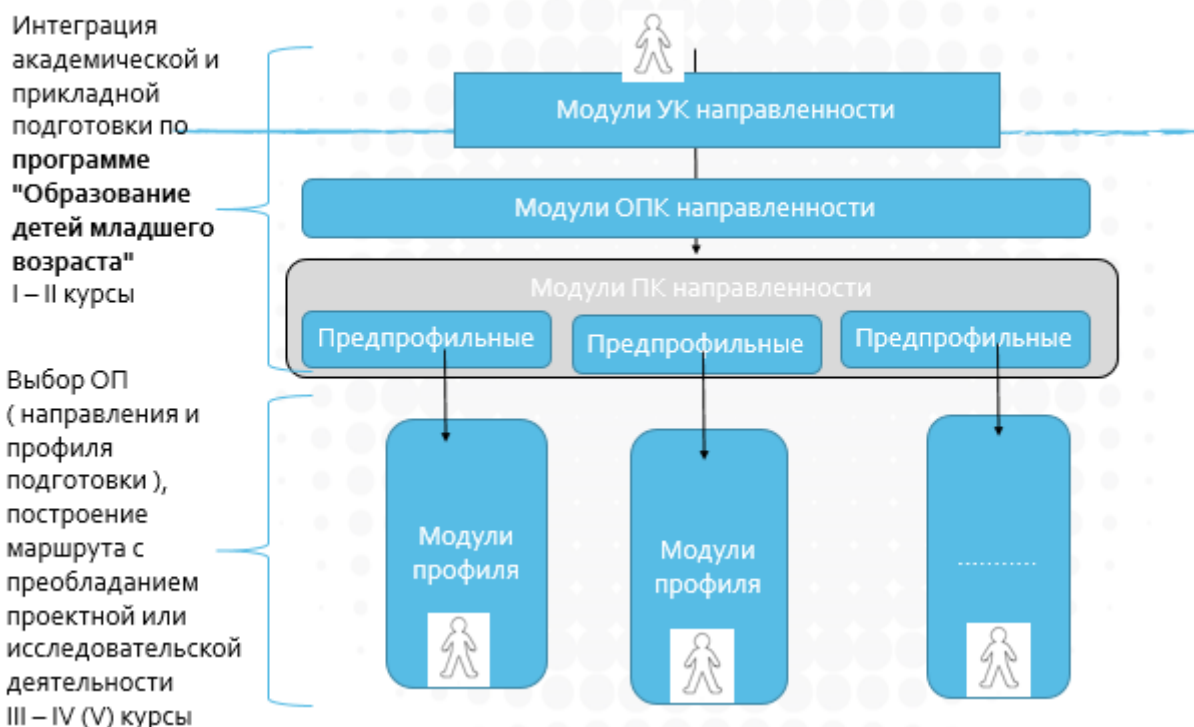 Интеграция
академической и
прикладной
подготовки по
программе
"Образование
детей младшего
возраста"
I – II курсы
Модули УК направленности
Модули ОПК направленности
Модули ПК направленности
Предпрофильные
Предпрофильные
Предпрофильные
Выбор ОП
( направления и
профиля
подготовки ),
построение
маршрута с
преобладанием
проектной или
исследовательской
деятельности
III – IV (V) курсы
Модули
профиля
Модули
профиля
............